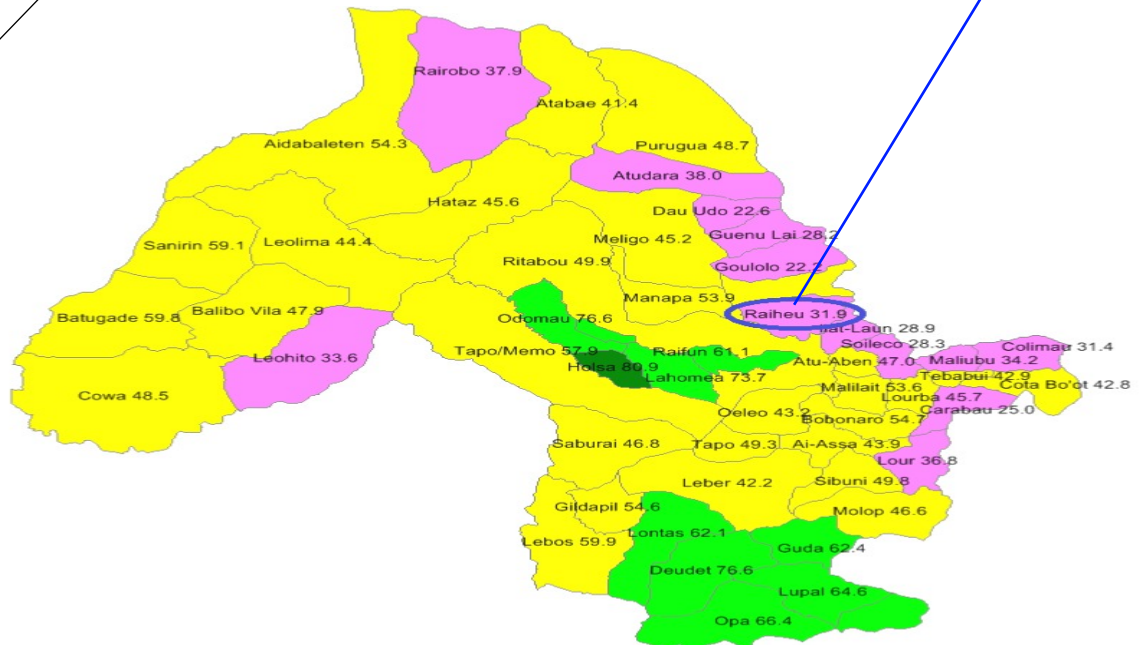 Rairobo 37.9
Atabae 41.4
Aidabaleten 54.3
Purugua 48.7
Atudara 38.0
Hataz 45.6
Dau Udo 22.6
Guenu Lai 28.2
Meligo 45.2
Sanirin 59.1
Leolima 44.4
Ritabou 49.9
Goulolo 22.2
Manapa 53.9
Balibo Vila 47.9
Batugade 59.8
Odomau 76.6
Raiheu 31.9
28.9
Soileco 28.3
Colimau 31.4
Leohito 33.6
Tapo/Memo 57.9
Raifun 61.1
Atu-Aben 47.0
Maliubu 34.2
Holsa 80.9
Lahomea 73.7
Tebabui 42.9
Cota Bo'ot 42.8
Malilait 53.6
Lourba 45.7
Cowa 48.5
Oeleo 43.2
Carabau 25.0
Bobonaro 54.7
Saburai 46.8
Tapo 49.3
Ai-Assa 43.9
Lour 36.8
Leber 42.2
Sibuni 49.8
Gildapil 54.6
Molop 46.6
Lontas 62.1
Lebos 59.9
Guda 62.4
Deudet 76.6
Lupal 64.6
Opa 66.4